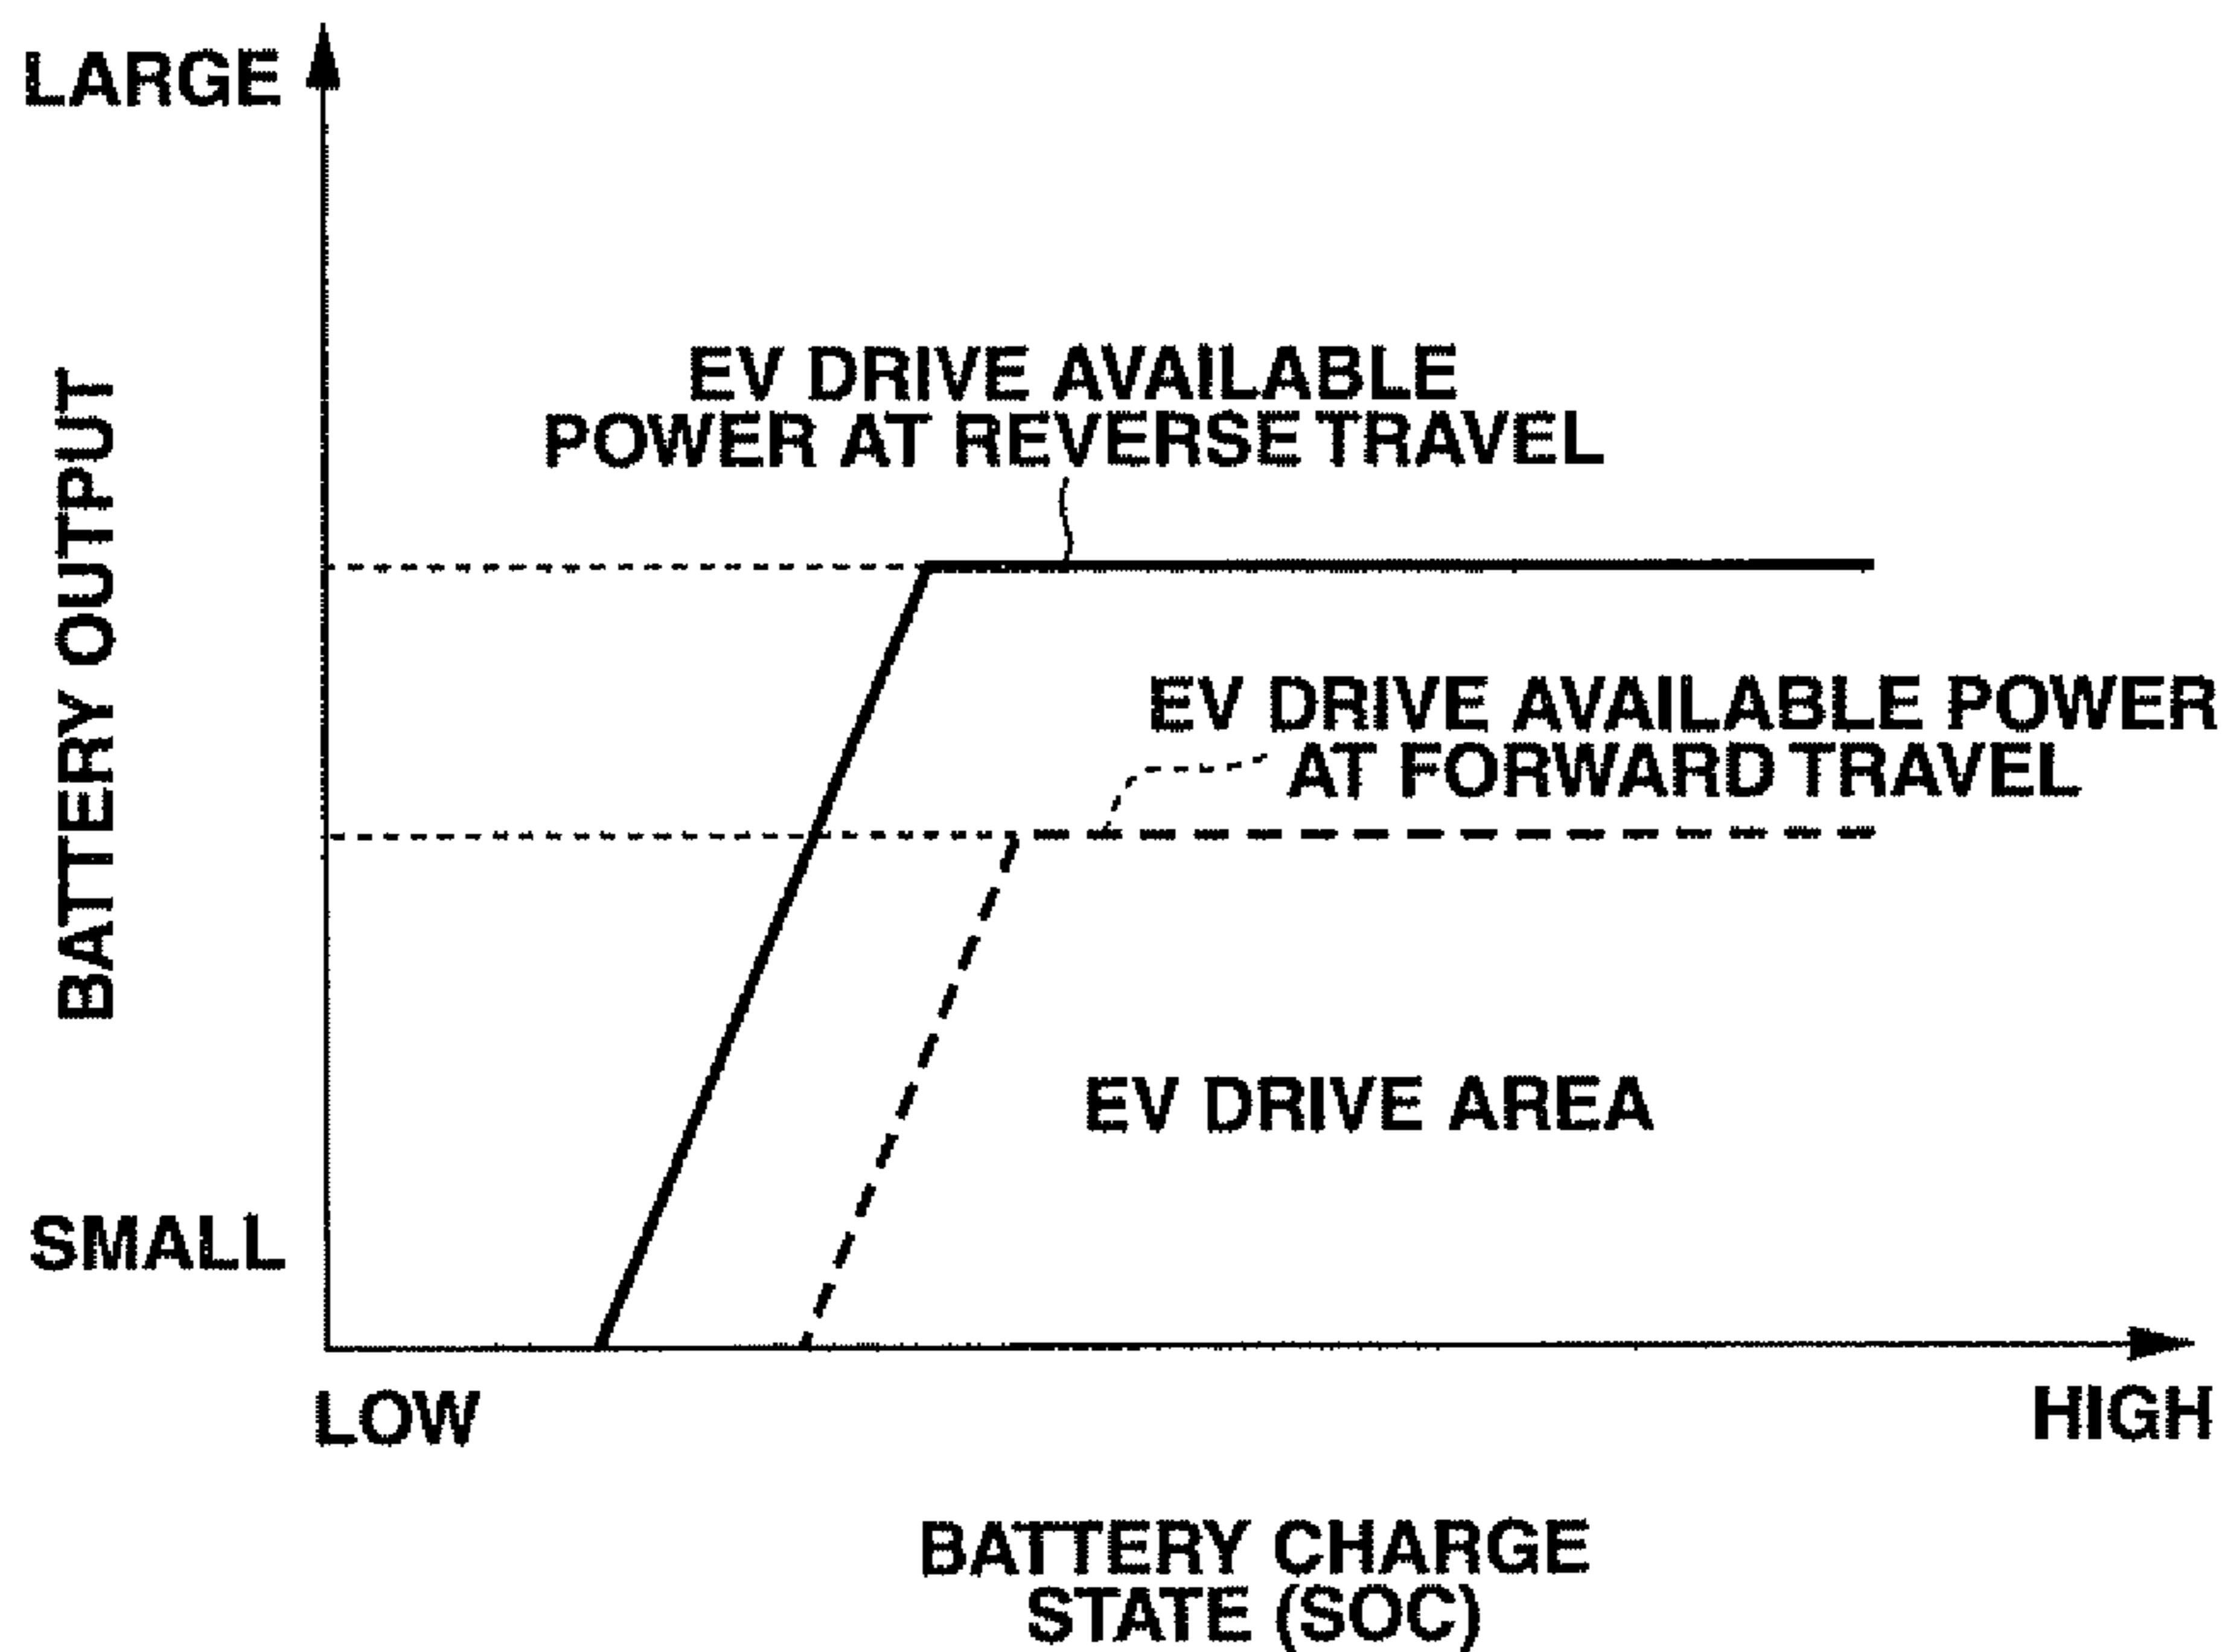 LARGE
BATTERY OUTPUT
EV DRIVE AVAILABLE
POWER AT REVERSE TRAVEL
EV DRIVE AVAILABLE POWER
AT FORWARD TRAVEL
EV DRIVE AREA
SMALL
LOW
HIGH
BATTERY CHARGE
STATE (SOC)